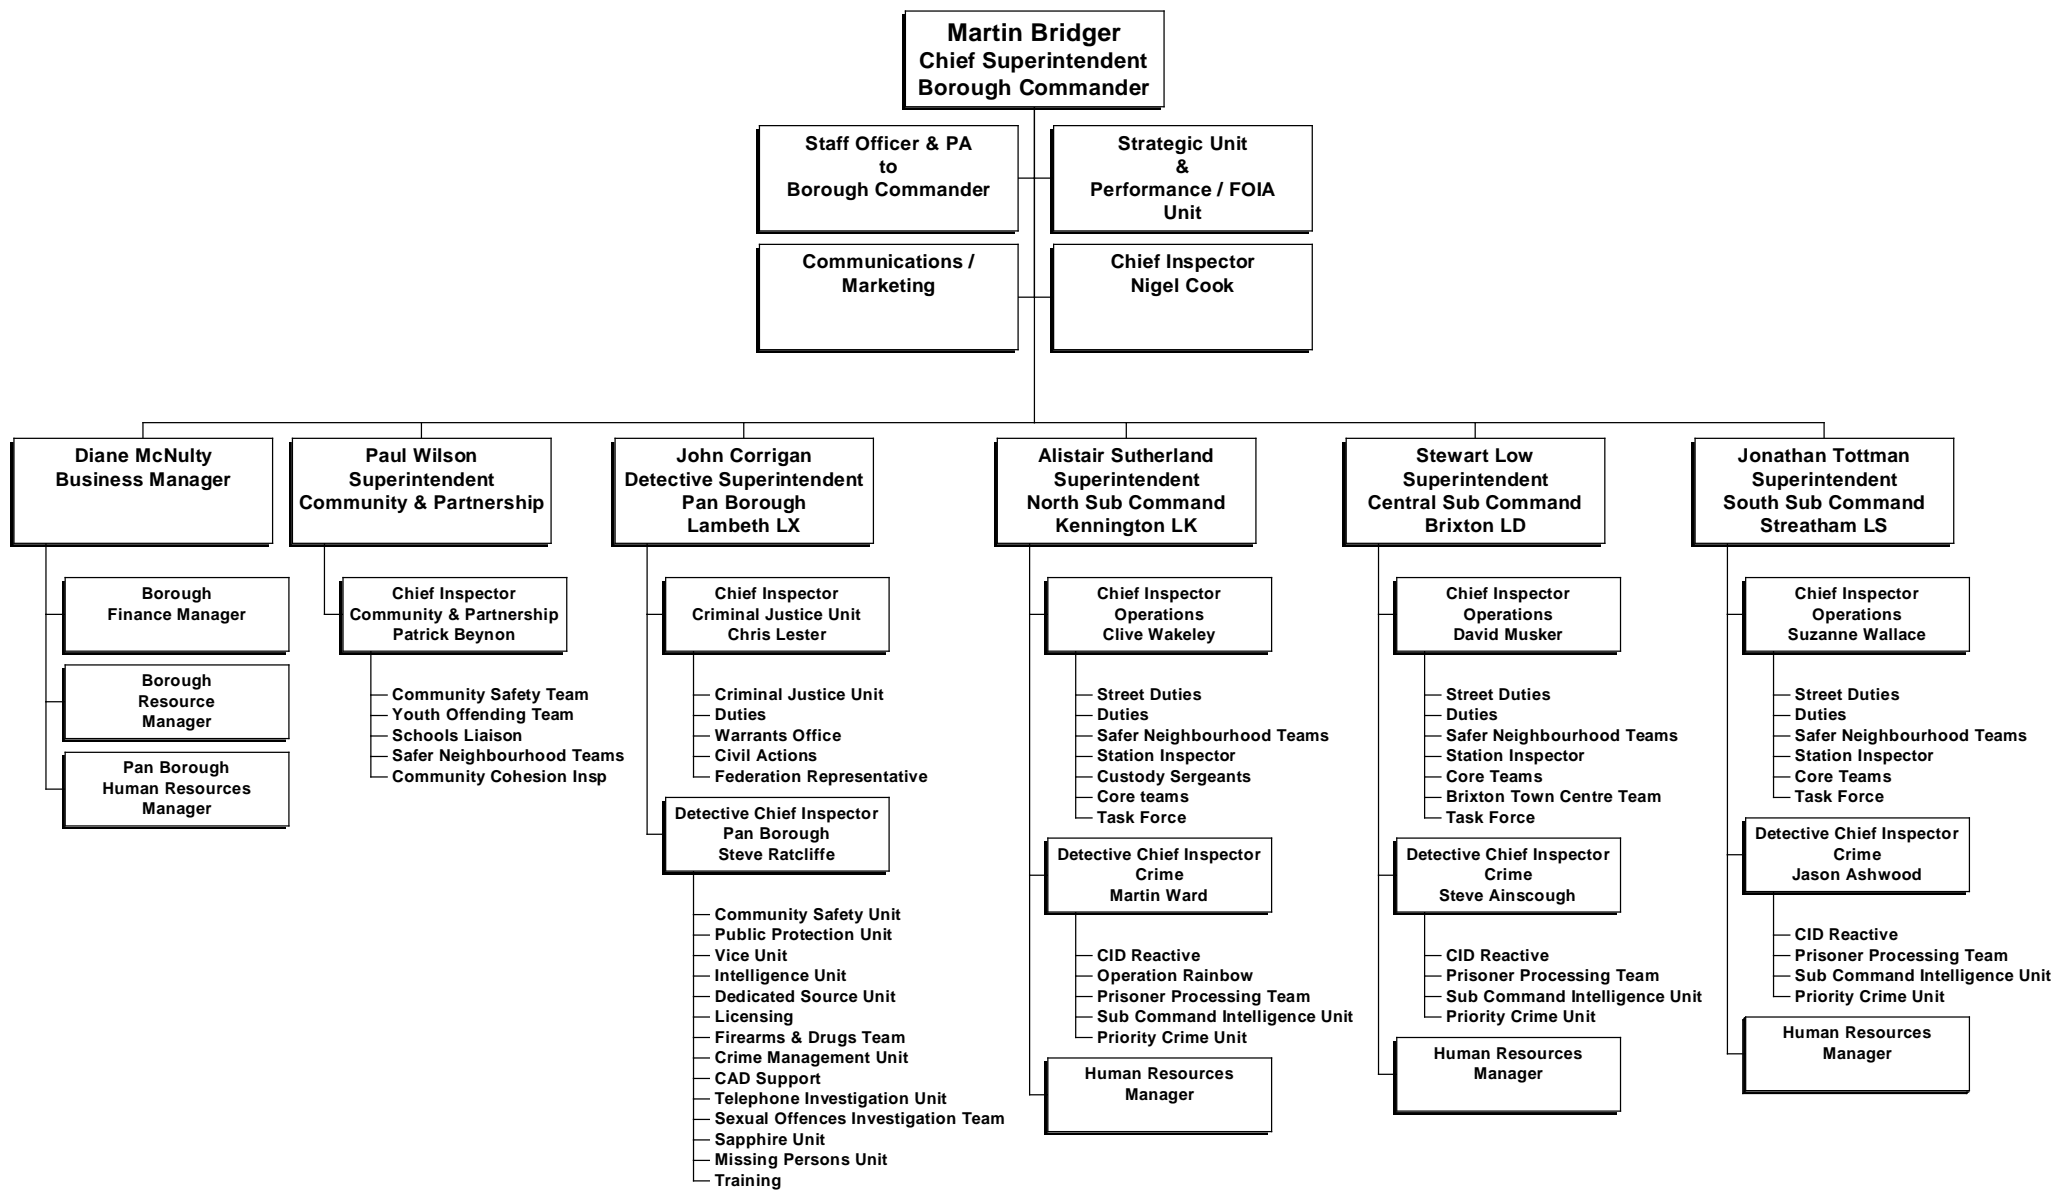 Martin Bridger
Chief Superintendent
Borough Commander
Staff Officer & PA
to
Borough Commander
Strategic Unit
&
Performance / FOIA
Unit
Communications /
Marketing
Chief Inspector
Nigel Cook
Diane McNulty
Business Manager
Borough
Finance Manager
Borough
Resource
Manager
Pan Borough
Human Resources
Manager
Paul Wilson
Superintendent
Community & Partnership
Chief Inspector
Community & Partnership
Patrick Beynon
Community Safety Team
Youth Offending Team
Schools Liaison
Safer Neighbourhood Teams
Community Cohesion Insp
John Corrigan
Detective Superintendent
Pan Borough
Lambeth LX
Chief Inspector
Criminal Justice Unit
Chris Lester
Criminal Justice Unit
Duties
Warrants Office
Civil Actions
Federation Representative
Detective Chief Inspector
Pan Borough
Steve Ratcliffe
Community Safety Unit
Public Protection Unit
Vice Unit
Intelligence Unit
Dedicated Source Unit
Licensing
Firearms & Drugs Team
Crime Management Unit
CAD Support
Telephone Investigation Unit
Sexual Offences Investigation Team
Sapphire Unit
Missing Persons Unit
Training
Alistair Sutherland
Superintendent
North Sub Command
Kennington LK
Chief Inspector
Operations
Clive Wakeley
Street Duties
Duties
Safer Neighbourhood Teams
Station Inspector
Custody Sergeants
Core teams
Task Force
Detective Chief Inspector
Crime
Martin Ward
CID Reactive
Operation Rainbow
Prisoner Processing Team
Sub Command Intelligence Unit
Priority Crime Unit
Human Resources
Manager
Stewart Low
Superintendent
Central Sub Command
Brixton LD
Chief Inspector
Operations
David Musker
Street Duties
Duties
Safer Neighbourhood Teams
Station Inspector
Core Teams
Brixton Town Centre Team
Task Force
Detective Chief Inspector
Crime
Steve Ainscough
CID Reactive
Prisoner Processing Team
Sub Command Intelligence Unit
Priority Crime Unit
Human Resources
Manager
Jonathan Tottman
Superintendent
South Sub Command
Streatham LS
Chief Inspector
Operations
Suzanne Wallace
Street Duties
Duties
Safer Neighbourhood Teams
Station Inspector
Core Teams
Task Force
Detective Chief Inspector
Crime
Jason Ashwood
CID Reactive
Prisoner Processing Team
Sub Command Intelligence Unit
Priority Crime Unit
Human Resources
Manager